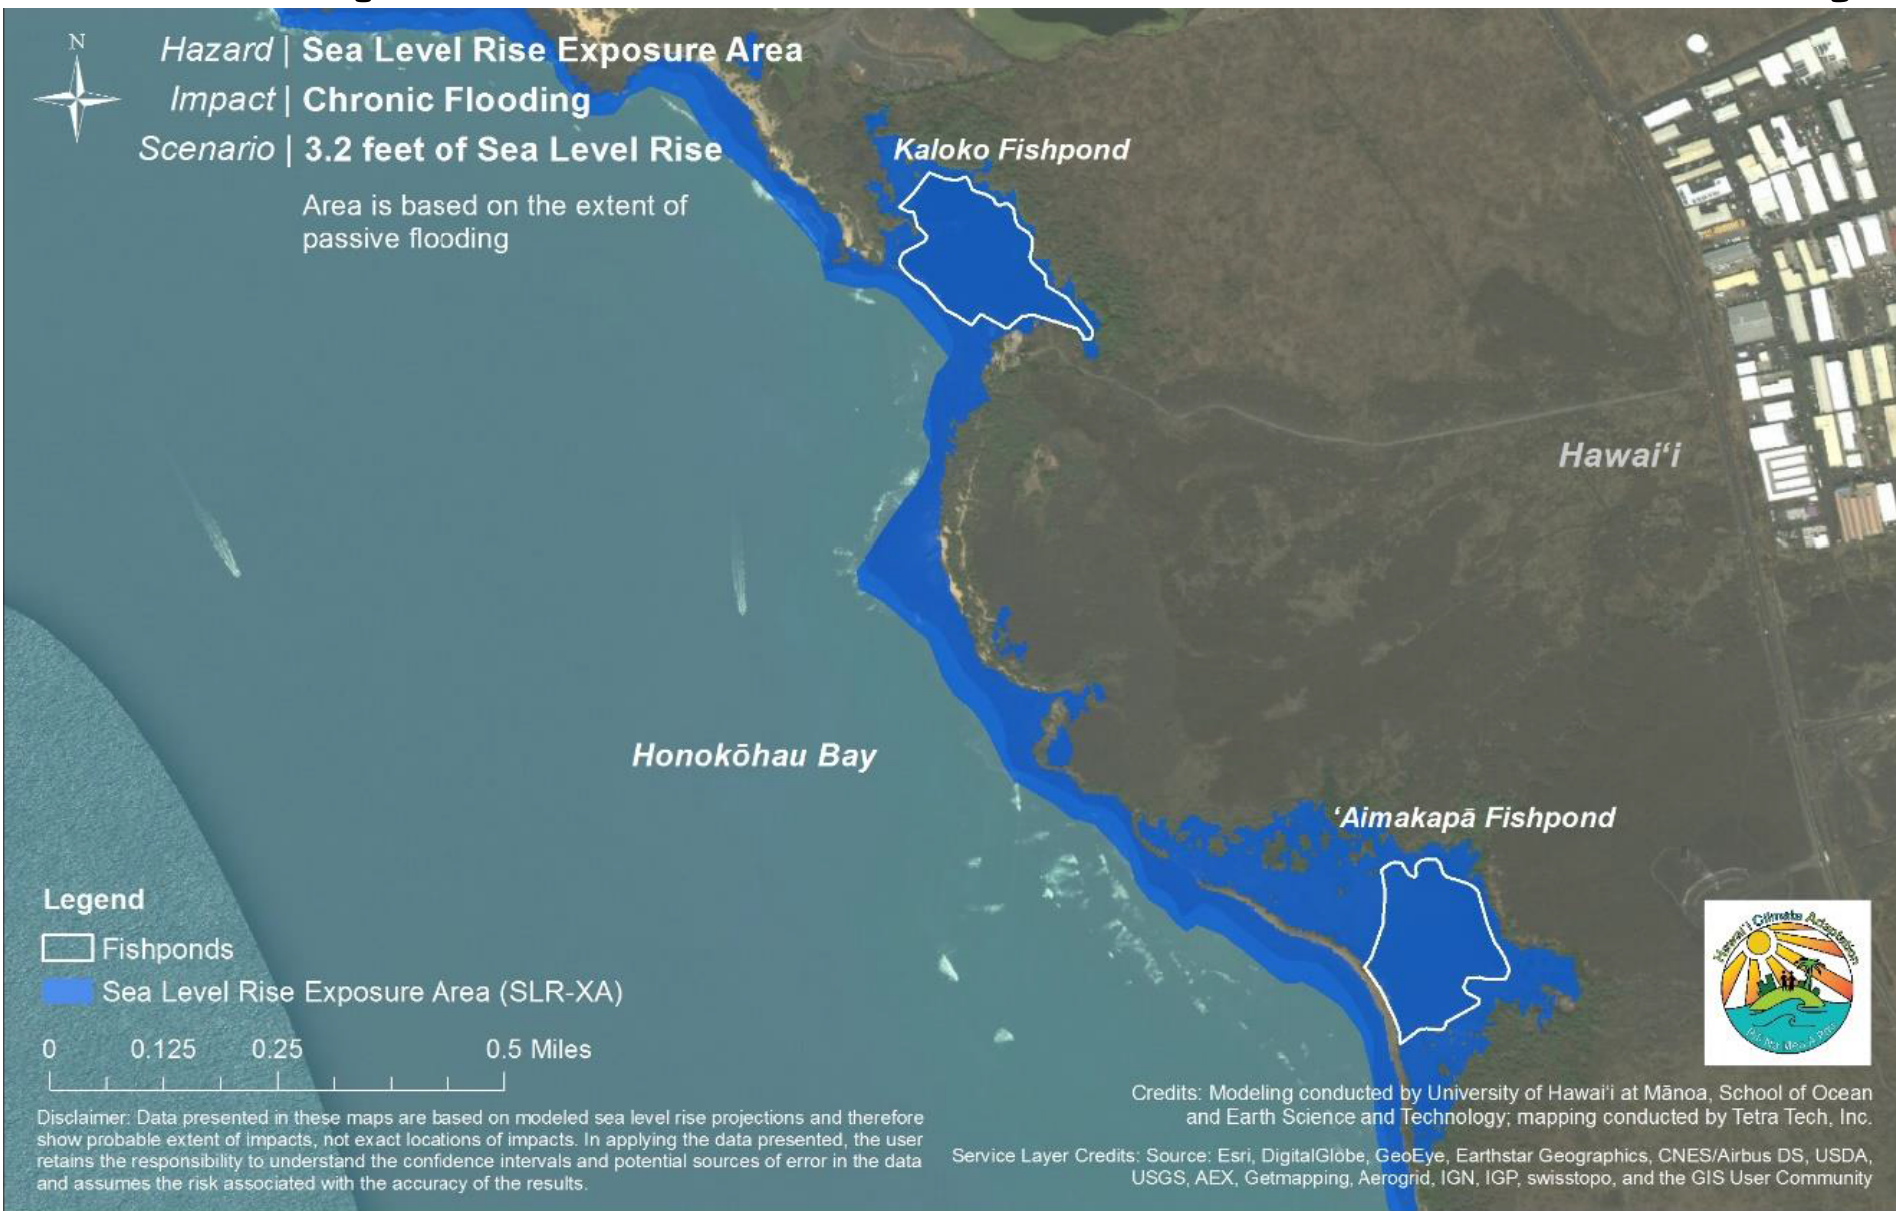 N
Hazard | Sea Level Rise Exposure Area
Impact | Chronic Flooding
Scenario | 3.2 feet of Sea Level Rise
Area is based on the extent of
passive flooding
Kaloko Fishpond
Hawaiʻi
Honokōhau Bay
ʻAimakapā Fishpond
Legend
Fishponds
Sea Level Rise Exposure Area (SLR-XA)
0 0.125 0.25 0.5 Miles
Disclaimer: Data presented in these maps are based on modeled sea level rise projections and therefore
show probable extent of impacts, not exact locations of impacts. In applying the data presented, the user
retains the responsibility to understand the confidence intervals and potential sources of error in the data
and assumes the risk associated with the accuracy of the results.
Hawaiʻi Climate Adaptation
Credits: Modeling conducted by University of Hawaiʻi at Mānoa, School of Ocean
and Earth Science and Technology; mapping conducted by Tetra Tech, Inc.
Service Layer Credits: Source: Esri, DigitalGlobe, GeoEye, Earthstar Geographics, CNES/Airbus DS, USDA,
USGS, AEX, Getmapping, Aerogrid, IGN, IGP, swisstopo, and the GIS User Community